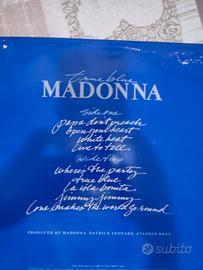 true blue
MADONNA
Side one
papa don't preach
open your heart
white heat
live to tell
Side two
where's the party
true blue
la isla bonita
jimmy jimmy
love makes the world go round
PRODUCED BY MADONNA, PATRICK LEONARD, STEPHEN BRAY
subito